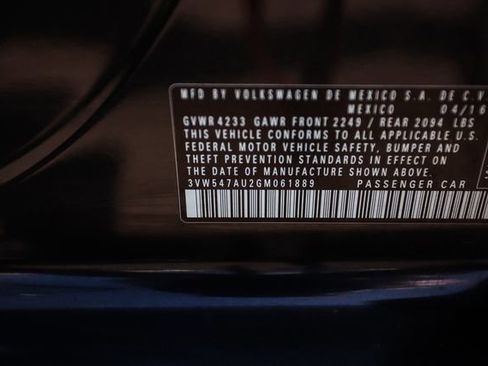 MFD BY VOLKSWAGEN DE MEXICO S.A. DE C.V.
MEXICO 04/16
GVWR 4233 GAWR FRONT 2249 / REAR 2094 LBS
THIS VEHICLE CONFORMS TO ALL APPLICABLE U.S.
FEDERAL MOTOR VEHICLE SAFETY, BUMPER AND
THEFT PREVENTION STANDARDS IN EFFECT ON
THE DATE OF MANUFACTURE SHOWN ABOVE.
3VW547AU2GM061889 PASSENGER CAR